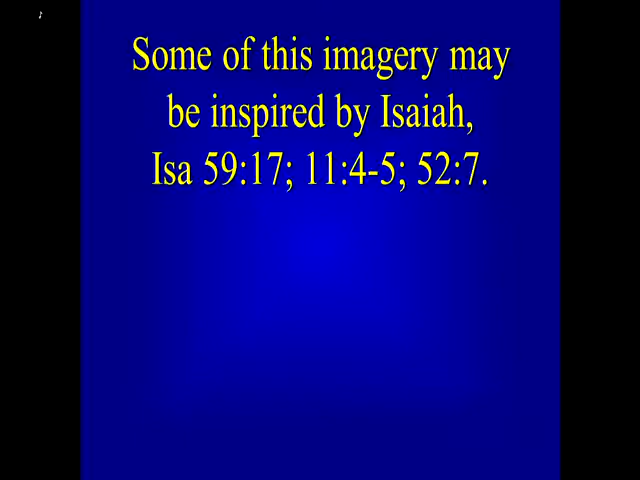 Some of this imagery may
be inspired by Isaiah,
Isa 59:17; 11:4-5; 52:7.